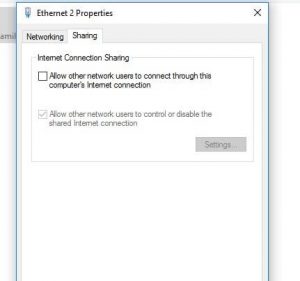 Ethernet 2 Properties
Networking
Sharing
Internet Connection Sharing
Allow other network users to connect through this
computer's Internet connection
Allow other network users to control or disable the
shared Internet connection
Settings...